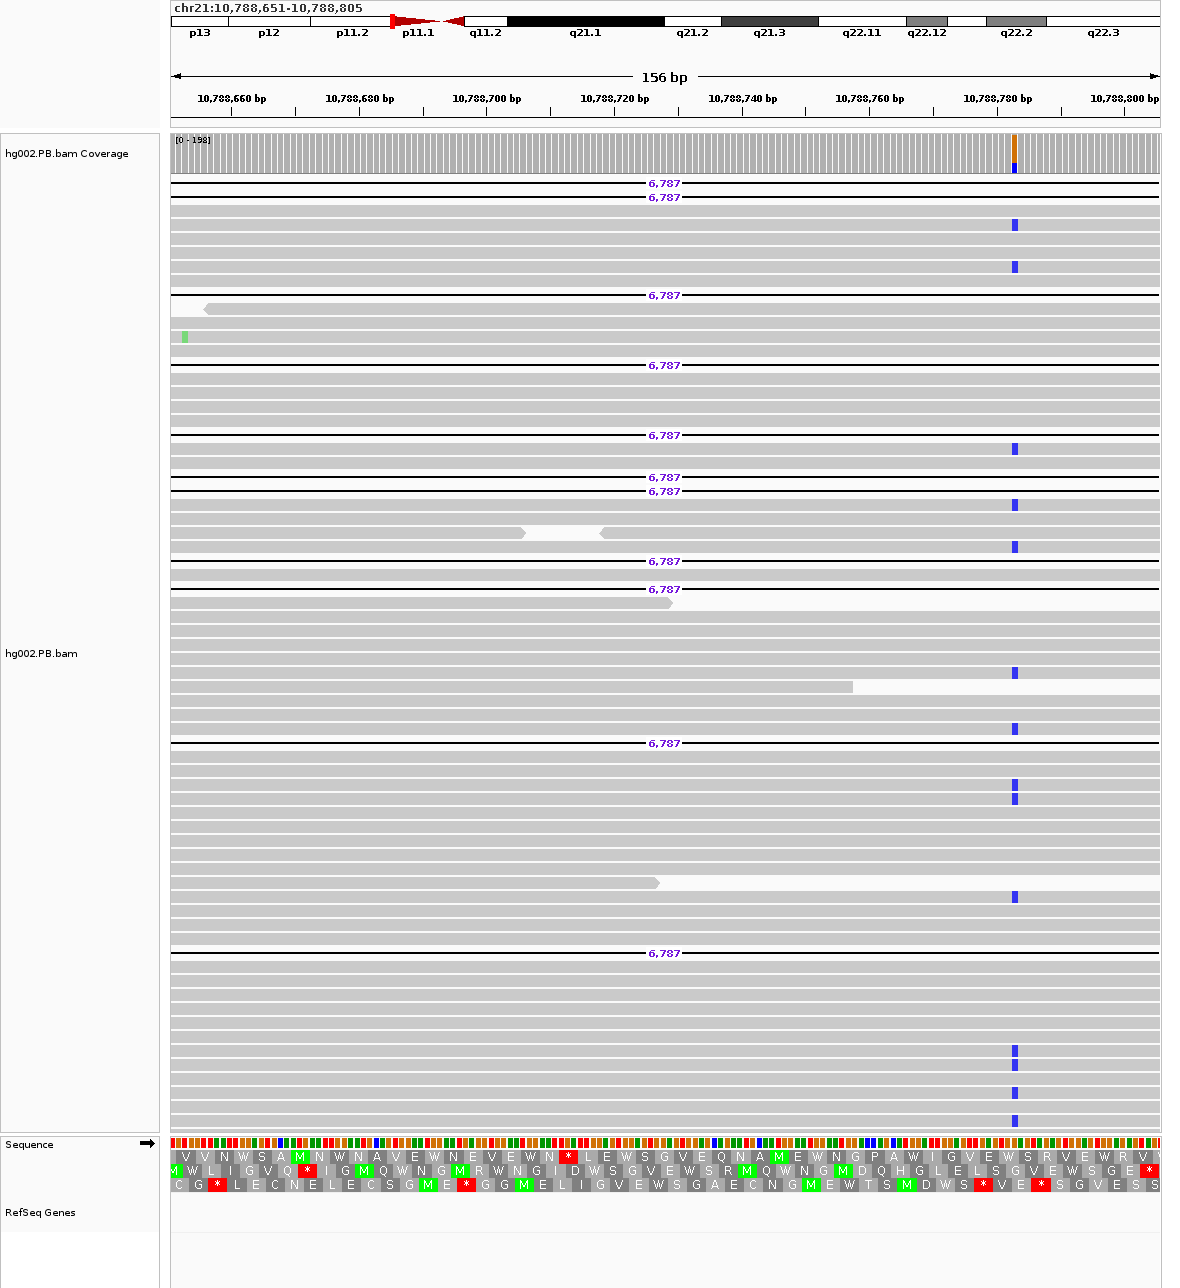 chr21:10,788,651-10,788,805
p13 p12 p11.2 p11.1 q11.2 q21.1 q21.2 q21.3 q22.11 q22.12 q22.2 q22.3
156 bp
10,788,660 bp 10,788,680 bp 10,788,700 bp 10,788,720 bp 10,788,740 bp 10,788,760 bp 10,788,780 bp 10,788,800 bp
[0 - 198]
hg002.PB.bam Coverage
6,787
6,787
6,787
6,787
6,787
6,787
6,787
6,787
6,787
hg002.PB.bam
6,787
6,787
Sequence
V V N W S A M N W N A V E W N E V E W N * L E W S G V E Q N A M E W N G P A W I G V E W S R V E W R V
M W L I G V Q * I G M Q W N G M R W N G I D W S G V E W S R M Q W N G M D Q H G L E L S G V E W S G E *
C G * L E C N E L E C S G M E * G G M E L I G V E W S G A E C N G M E W T S M D W S * V E * S G V E S S
RefSeq Genes